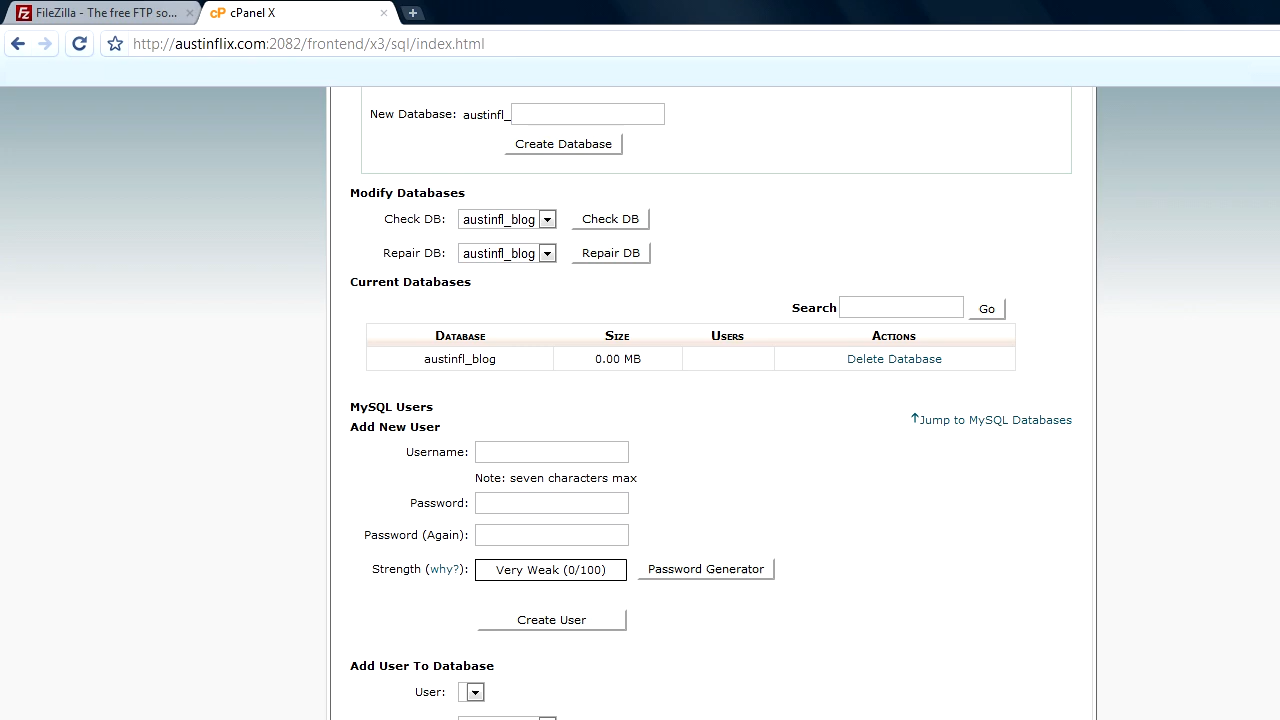 FileZilla - The free FTP so...
cPanel X
http://austinflix.com:2082/frontend/x3/sql/index.html
New Database: austinfl_
Create Database
Modify Databases
Check DB: austinfl_blog Check DB
Repair DB: austinfl_blog Repair DB
Current Databases
Search Go
Database Size Users Actions
austinfl_blog 0.00 MB Delete Database
MySQL Users
Jump to MySQL Databases
Add New User
Username:
Note: seven characters max
Password:
Password (Again):
Strength (why?): Very Weak (0/100) Password Generator
Create User
Add User To Database
User: